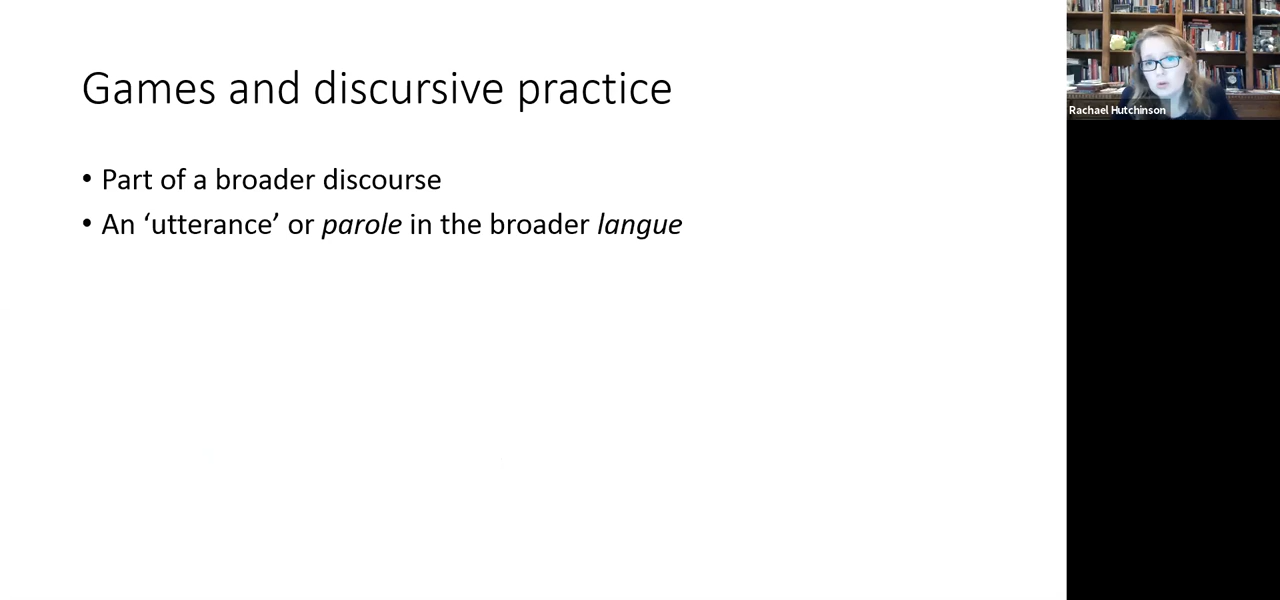 Games and discursive practice
• Part of a broader discourse
• An ‘utterance’ or parole in the broader langue
Rachael Hutchinson